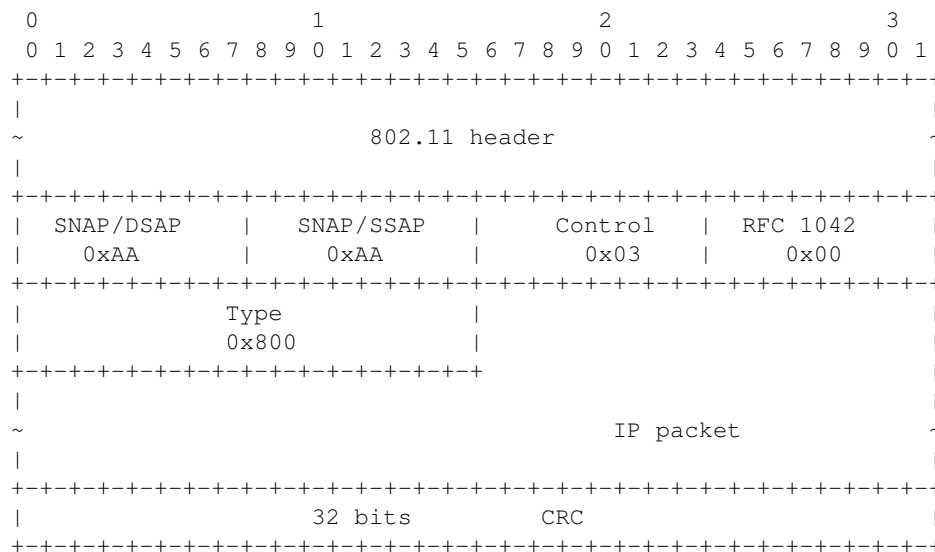 0 1 2 3
0 1 2 3 4 5 6 7 8 9 0 1 2 3 4 5 6 7 8 9 0 1 2 3 4 5 6 7 8 9 0 1
+-+-+-+-+-+-+-+-+-+-+-+-+-+-+-+-+-+-+-+-+-+-+-+-+-+-+-+-+-+-+-+-+
| |
~ 802.11 header ~
| |
+-+-+-+-+-+-+-+-+-+-+-+-+-+-+-+-+-+-+-+-+-+-+-+-+-+-+-+-+-+-+-+-+
| SNAP/DSAP | SNAP/SSAP | Control | RFC 1042 |
| 0xAA | 0xAA | 0x03 | 0x00 |
+-+-+-+-+-+-+-+-+-+-+-+-+-+-+-+-+-+-+-+-+-+-+-+-+-+-+-+-+-+-+-+-+
| Type | |
| 0x800 | |
+-+-+-+-+-+-+-+-+-+-+-+-+-+-+-+-+ |
| |
~ IP packet ~
| |
+-+-+-+-+-+-+-+-+-+-+-+-+-+-+-+-+-+-+-+-+-+-+-+-+-+-+-+-+-+-+-+-+
| 32 bits CRC |
+-+-+-+-+-+-+-+-+-+-+-+-+-+-+-+-+-+-+-+-+-+-+-+-+-+-+-+-+-+-+-+-+